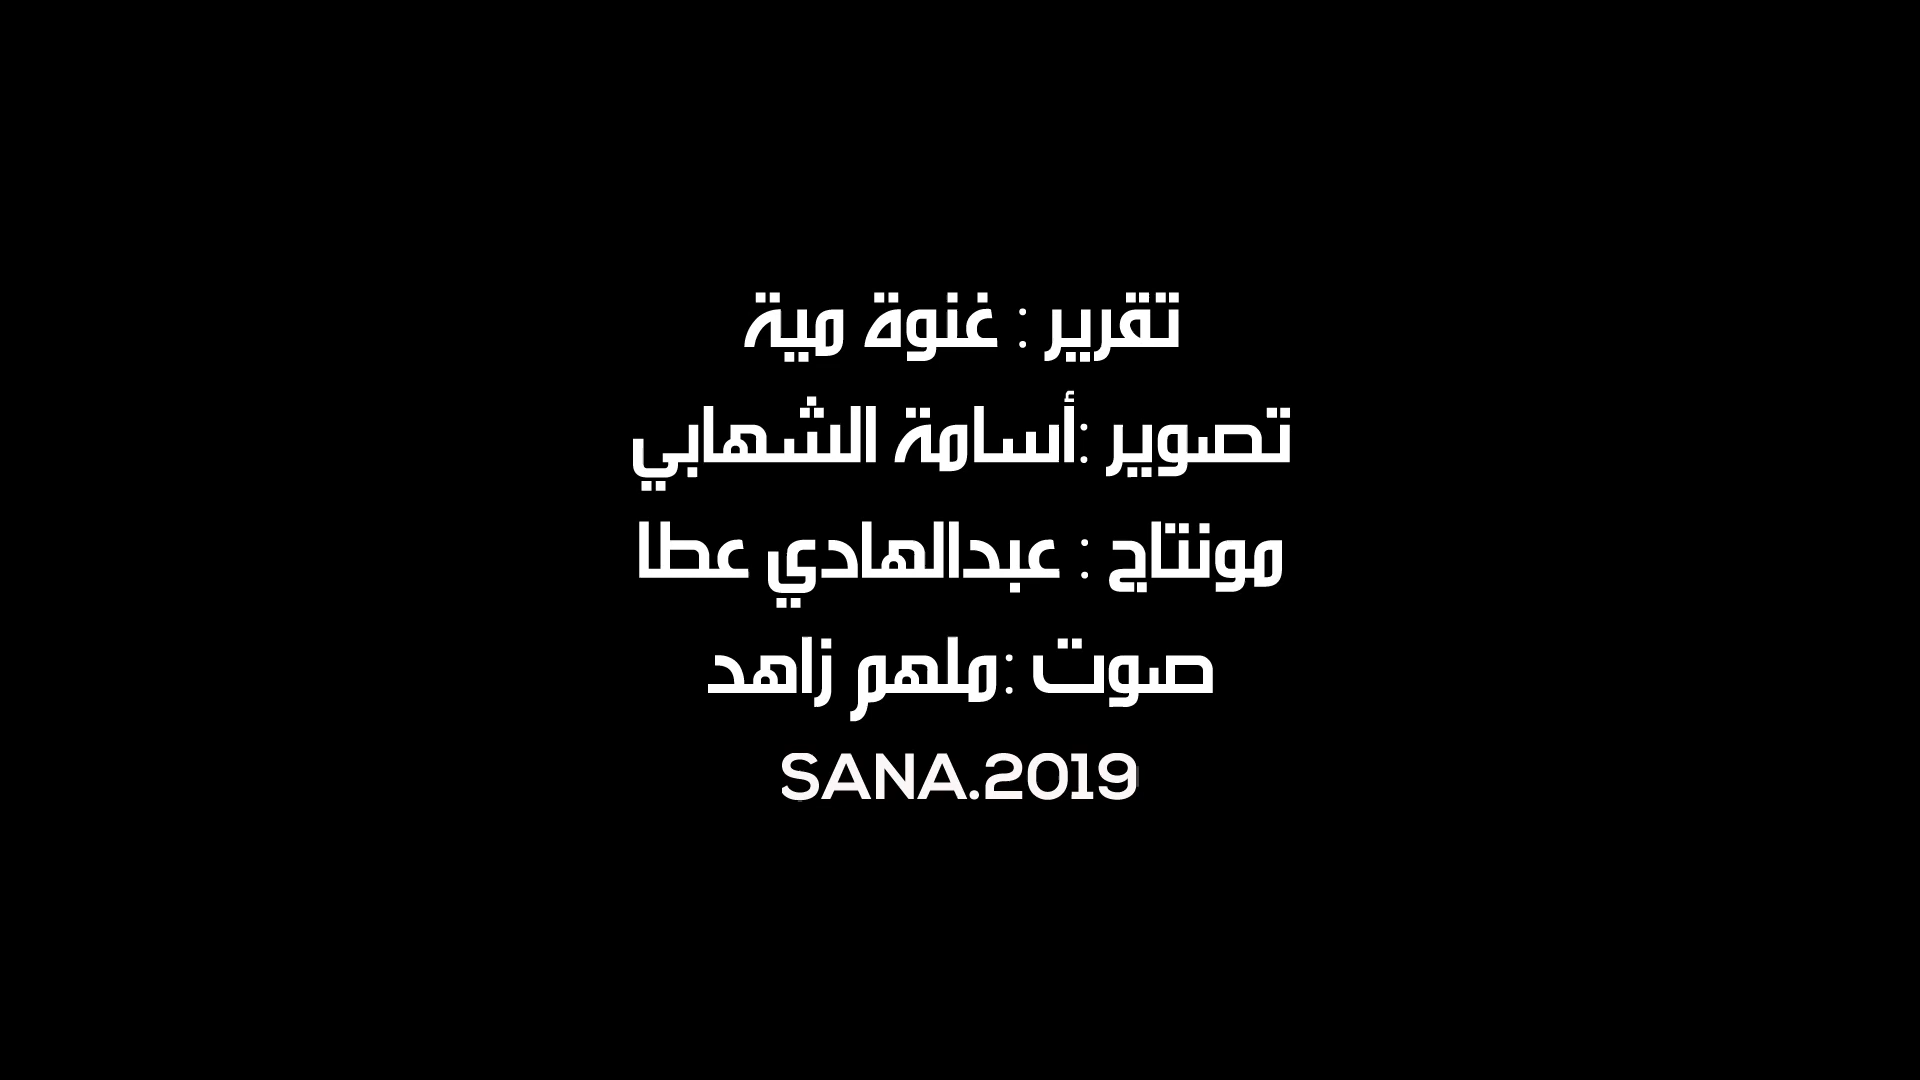 تقرير : غنوة مية
تصوير :أسامة الشهابي
مونتاج : عبدالهادي عطا
صوت :ملهم زاهد
SANA.2019